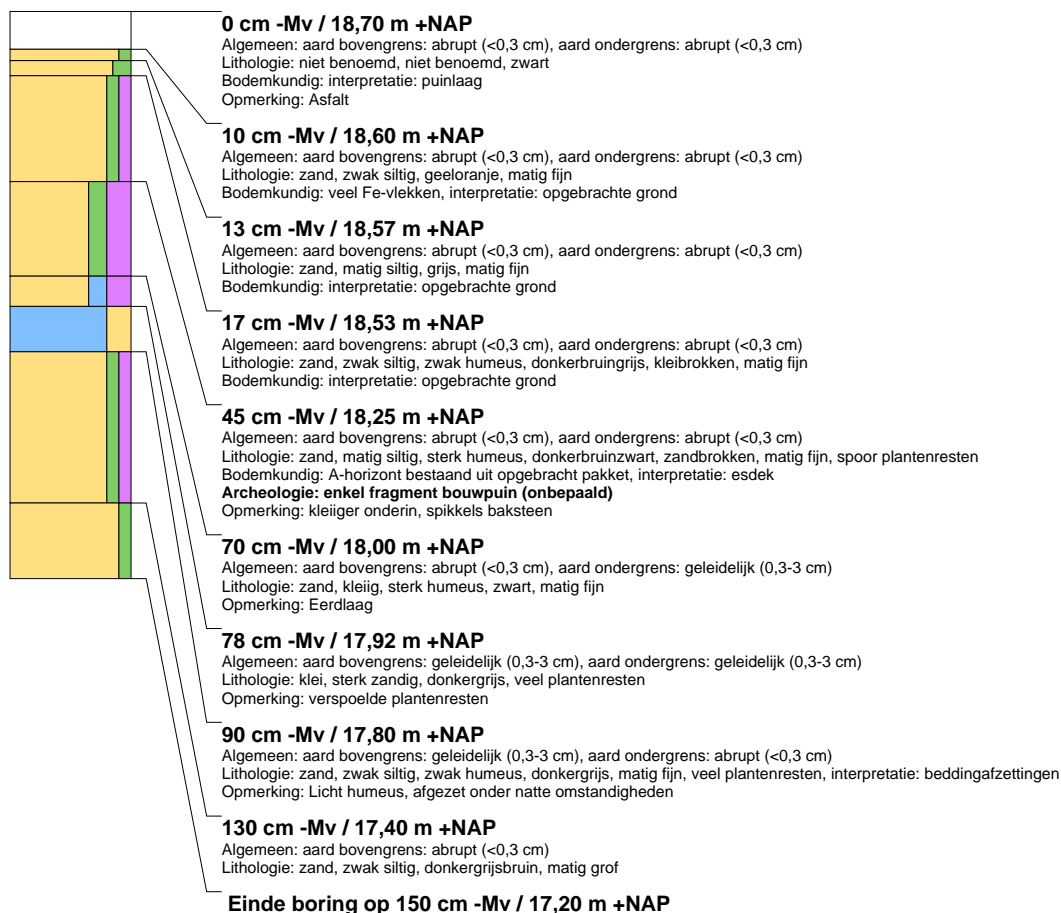 0 cm -Mv / 18,70 m +NAP
Algemeen: aard bovengrens: abrupt (<0,3 cm), aard ondergrens: abrupt (<0,3 cm)
Lithologie: niet benoemd, niet benoemd, zwart
Bodemkundig: interpretatie: puinlaag
Opmerking: Asfalt
10 cm -Mv / 18,60 m +NAP
Algemeen: aard bovengrens: abrupt (<0,3 cm), aard ondergrens: abrupt (<0,3 cm)
Lithologie: zand, zwak siltig, geeloranje, matig fijn
Bodemkundig: veel Fe-vlekken, interpretatie: opgebrachte grond
13 cm -Mv / 18,57 m +NAP
Algemeen: aard bovengrens: abrupt (<0,3 cm), aard ondergrens: abrupt (<0,3 cm)
Lithologie: zand, matig siltig, grijs, matig fijn
Bodemkundig: interpretatie: opgebrachte grond
17 cm -Mv / 18,53 m +NAP
Algemeen: aard bovengrens: abrupt (<0,3 cm), aard ondergrens: abrupt (<0,3 cm)
Lithologie: zand, zwak siltig, zwak humeus, donkerbruingrijs, kleibrokken, matig fijn
Bodemkundig: interpretatie: opgebrachte grond
45 cm -Mv / 18,25 m +NAP
Algemeen: aard bovengrens: abrupt (<0,3 cm), aard ondergrens: abrupt (<0,3 cm)
Lithologie: zand, matig siltig, sterk humeus, donkerbruinzwart, zandbrokken, matig fijn, spoor plantenresten
Bodemkundig: A-horizont bestaand uit opgebracht pakket, interpretatie: esdek
Archeologie: enkel fragment bouwpuin (onbepaald)
Opmerking: kleiiger onderin, spikkels baksteen
70 cm -Mv / 18,00 m +NAP
Algemeen: aard bovengrens: abrupt (<0,3 cm), aard ondergrens: geleidelijk (0,3-3 cm)
Lithologie: zand, kleiig, sterk humeus, zwart, matig fijn
Opmerking: Eerdlaag
78 cm -Mv / 17,92 m +NAP
Algemeen: aard bovengrens: geleidelijk (0,3-3 cm), aard ondergrens: geleidelijk (0,3-3 cm)
Lithologie: klei, sterk zandig, donkergrijs, veel plantenresten
Opmerking: verspoelde plantenresten
90 cm -Mv / 17,80 m +NAP
Algemeen: aard bovengrens: geleidelijk (0,3-3 cm), aard ondergrens: abrupt (<0,3 cm)
Lithologie: zand, zwak siltig, zwak humeus, donkergrijs, matig fijn, veel plantenresten, interpretatie: beddingafzettingen
Opmerking: Licht humeus, afgezet onder natte omstandigheden
130 cm -Mv / 17,40 m +NAP
Algemeen: aard bovengrens: abrupt (<0,3 cm)
Lithologie: zand, zwak siltig, donkergrijsbruin, matig grof
Einde boring op 150 cm -Mv / 17,20 m +NAP